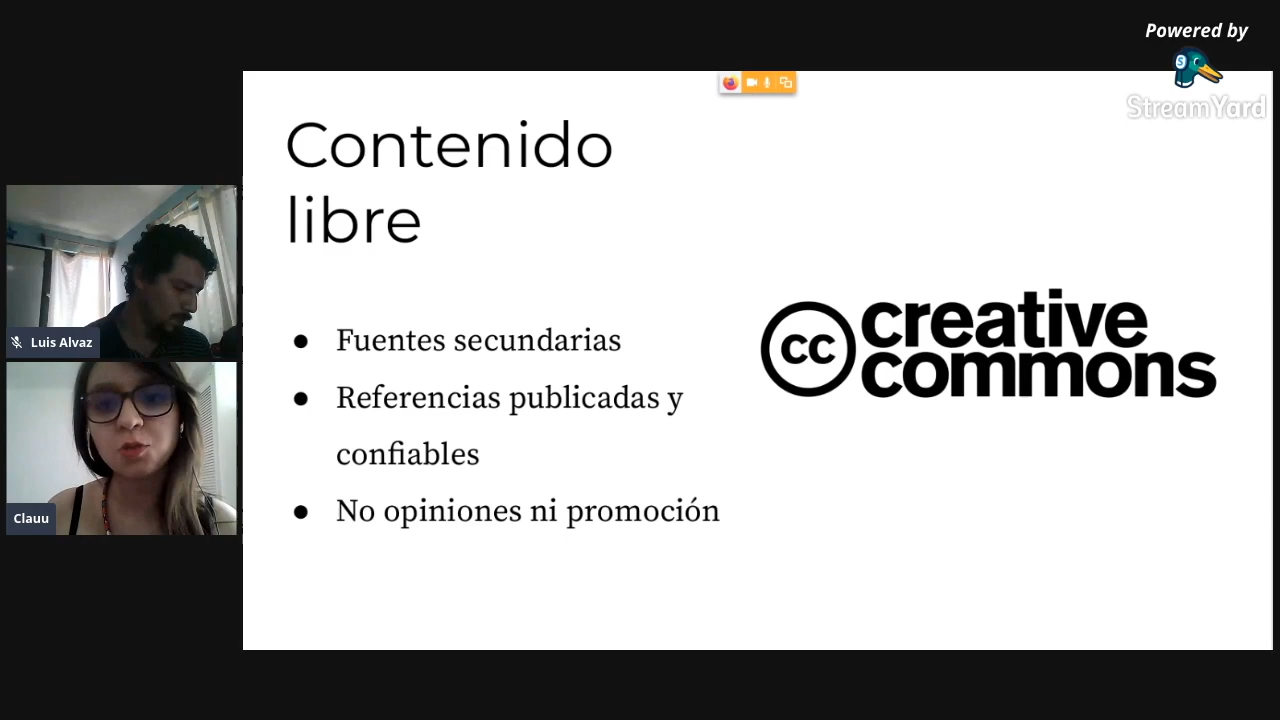 Powered by
StreamYard
Contenido
libre
Luis Alvaz
Clauu
● Fuentes secundarias
● Referencias publicadas y
confiables
● No opiniones ni promoción
cc creative
commons